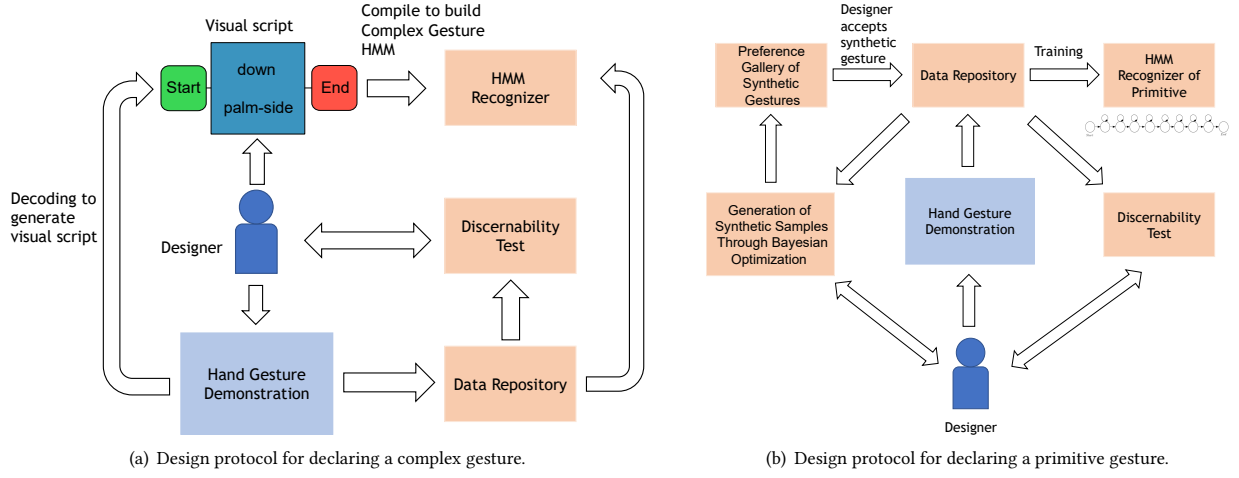 Visual script
Compile to build
Complex Gesture
HMM
Start
down
palm-side
End
HMM
Recognizer
Decoding to
generate
visual script
Designer
Discernability
Test
Hand Gesture
Demonstration
Data Repository
(a) Design protocol for declaring a complex gesture.
Preference
Gallery of
Synthetic
Gestures
Designer
accepts
synthetic
gesture
Data Repository
Training
HMM
Recognizer of
Primitive
Generation of
Synthetic Samples
Through Bayesian
Optimization
Hand Gesture
Demonstration
Discernability
Test
Designer
(b) Design protocol for declaring a primitive gesture.